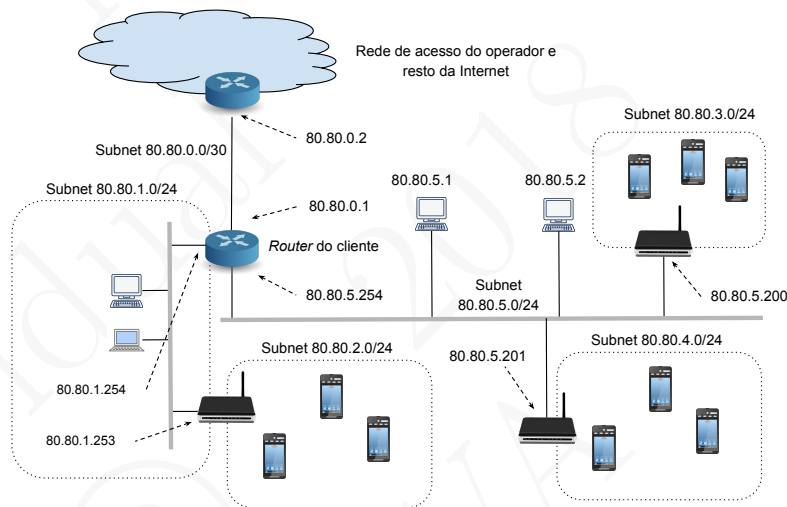 Rede de acesso do operador e
resto da Internet
80.80.0.2
Subnet 80.80.3.0/24
Subnet 80.80.0.0/30
80.80.5.1
80.80.5.2
Subnet 80.80.1.0/24
80.80.0.1
Router do cliente
80.80.5.254
Subnet
80.80.5.0/24
80.80.5.200
Subnet 80.80.2.0/24
80.80.5.201
Subnet 80.80.4.0/24
80.80.1.254
80.80.1.253
2018